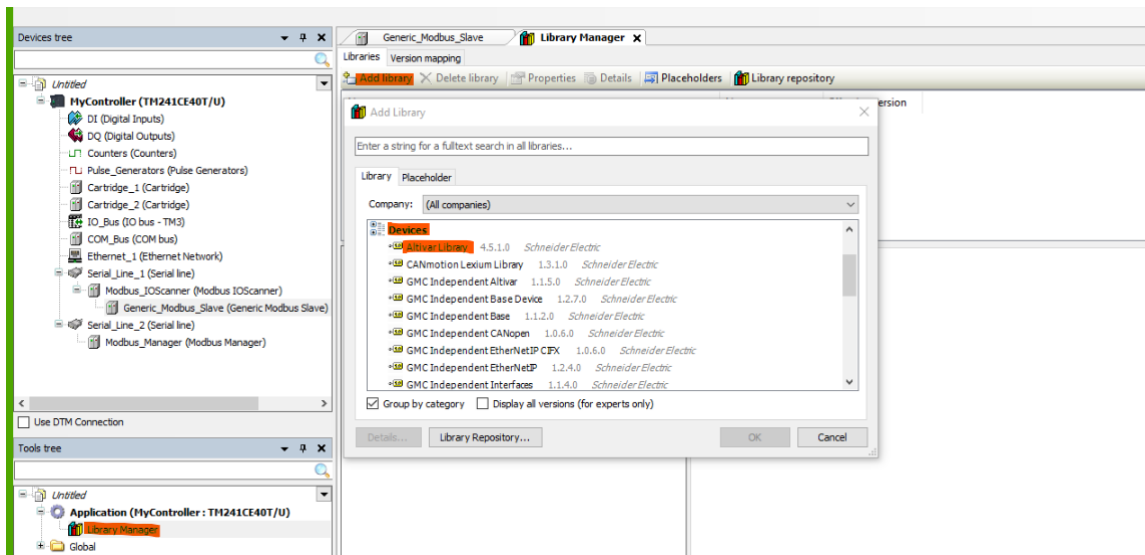 Devices tree
Untitled
MyController (TM241CE40T/U)
DI (Digital Inputs)
DQ (Digital Outputs)
Counters (Counters)
Pulse_Generators (Pulse Generators)
Cartridge_1 (Cartridge)
Cartridge_2 (Cartridge)
IO_Bus (IO bus - TM3)
COM_Bus (COM bus)
Ethernet_1 (Ethernet Network)
Serial_Line_1 (Serial line)
Modbus_IOScanner (Modbus IOScanner)
Generic_Modbus_Slave (Generic Modbus Slave)
Serial_Line_2 (Serial line)
Modbus_Manager (Modbus Manager)
Use DTM Connection
Tools tree
Untitled
Application (MyController : TM241CE40T/U)
Library Manager
Global
Generic_Modbus_Slave Library Manager
Libraries Version mapping
Add library Delete library Properties Details Placeholders Library repository
ersion
Add Library
Enter a string for a fulltext search in all libraries...
Library Placeholder
Company: (All companies)
Devices
Altivar Library 4.5.1.0 Schneider Electric
CANmotion Lexium Library 1.3.1.0 Schneider Electric
GMC Independent Altivar 1.1.5.0 Schneider Electric
GMC Independent Base Device 1.2.7.0 Schneider Electric
GMC Independent Base 1.1.2.0 Schneider Electric
GMC Independent CANopen 1.0.6.0 Schneider Electric
GMC Independent EtherNetIP CIFX 1.0.6.0 Schneider Electric
GMC Independent EtherNetIP 1.2.4.0 Schneider Electric
GMC Independent Interfaces 1.1.4.0 Schneider Electric
Group by category Display all versions (for experts only)
Details... Library Repository... OK Cancel